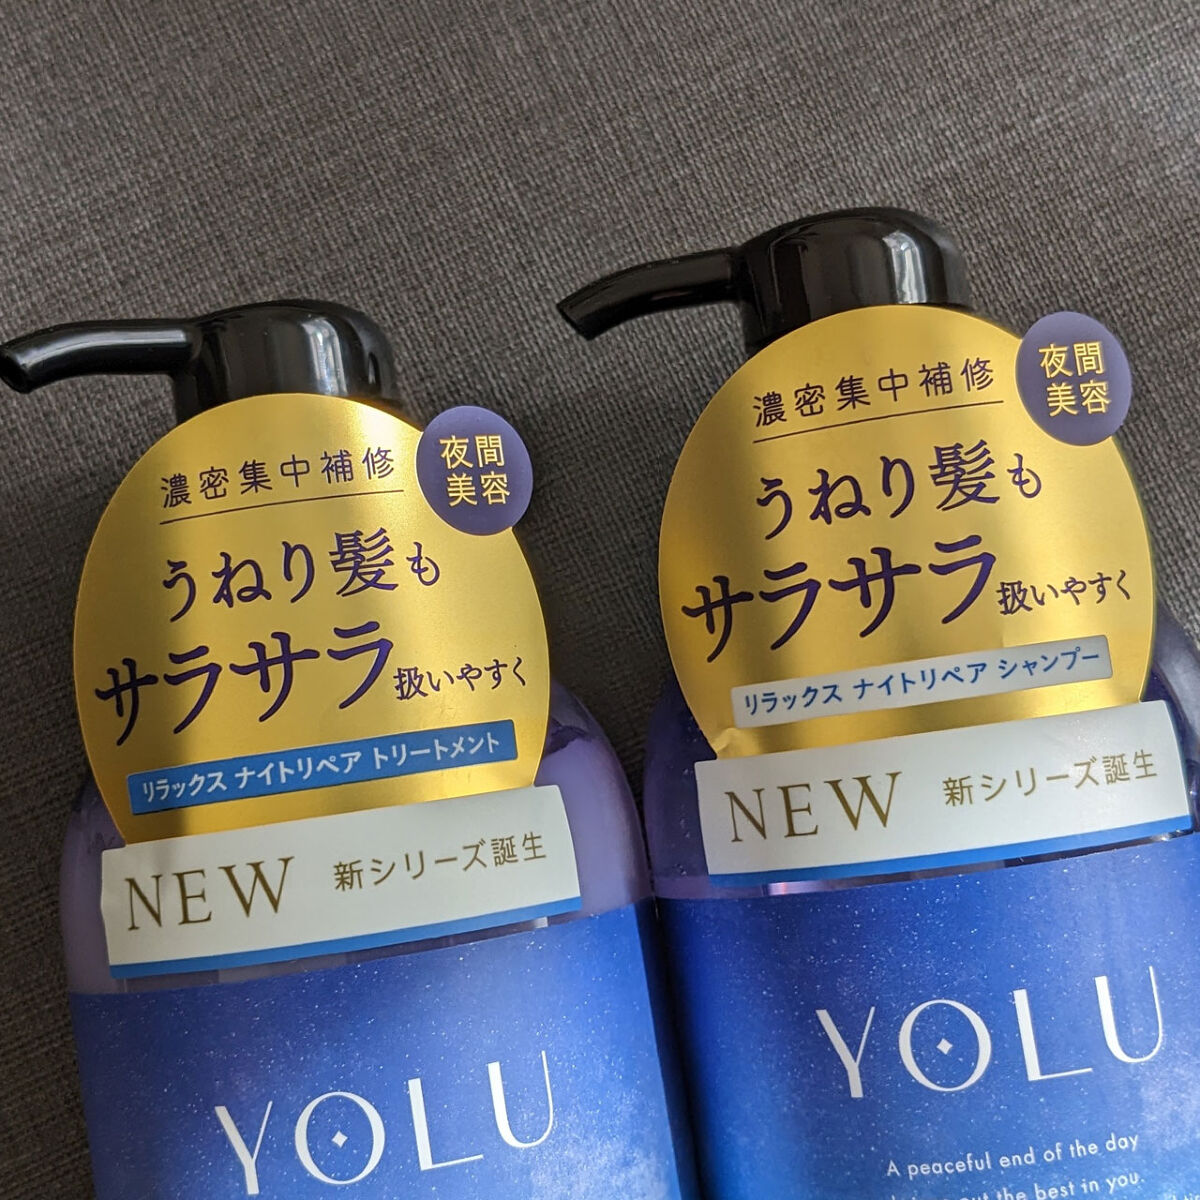 濃密集中補修
夜間
美容
うねり髪も
サラサラ扱いやすく
リラックス ナイトリペア トリートメント
NEW 新シリーズ誕生
YOLU
濃密集中補修
夜間
美容
うねり髪も
サラサラ扱いやすく
リラックス ナイトリペア シャンプー
NEW 新シリーズ誕生
YOLU
A peaceful end of the day
out the best in you.